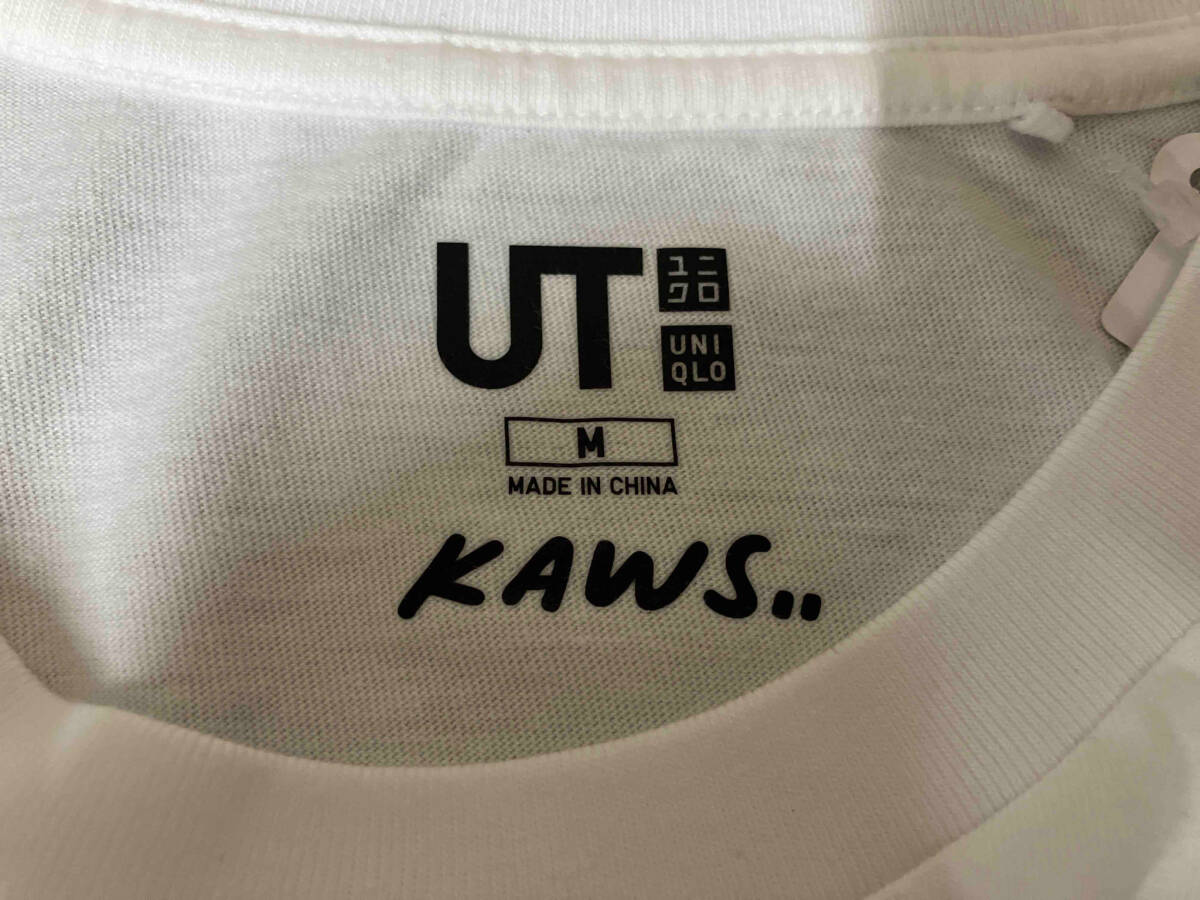 UT
ユニ
クロ
UNI
QLO
M
MADE IN CHINA
KAWS..